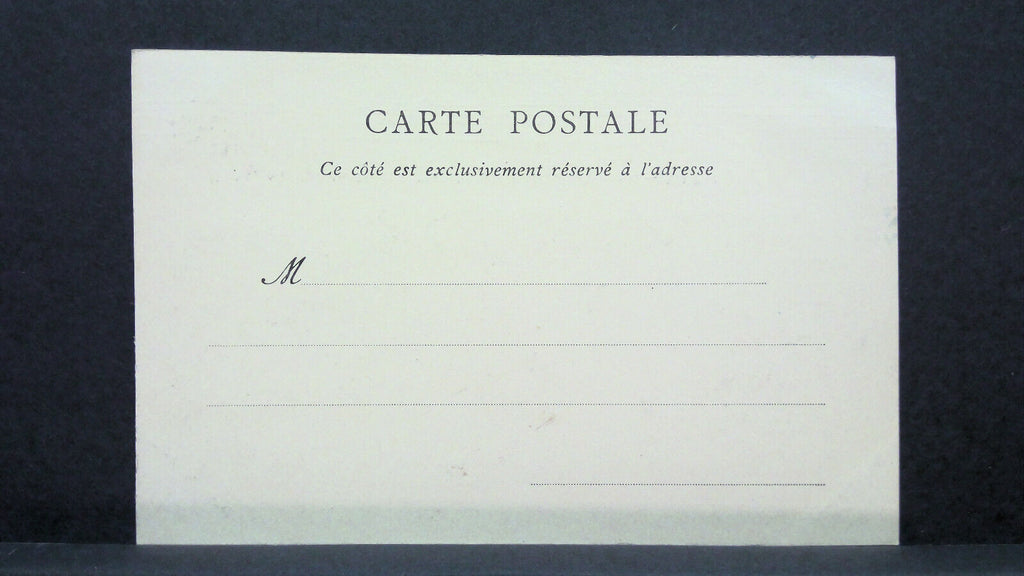 CARTE POSTALE
Ce côté est exclusivement réservé à l'adresse
M